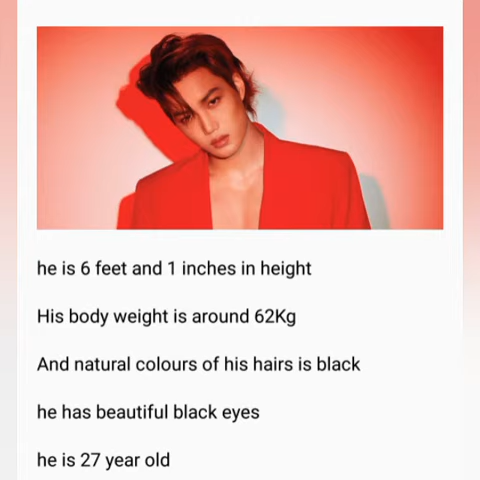 he is 6 feet and 1 inches in height
His body weight is around 62Kg
And natural colours of his hairs is black
he has beautiful black eyes
he is 27 year old